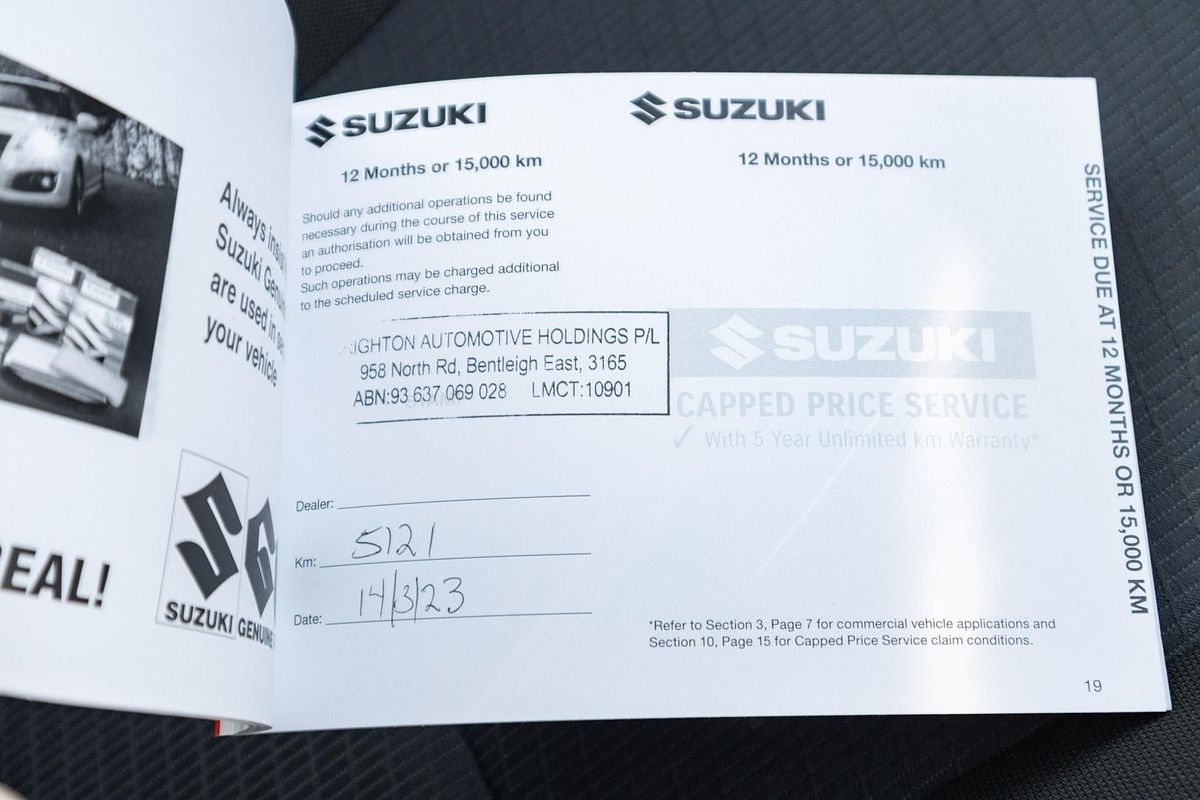 Always
Suzuki
are used in
your vehicle
EAL!
SUZUKI GENUINE
SUZUKI
12 Months or 15,000 km
Should any additional operations be found
necessary during the course of this service
an authorisation will be obtained from you
to proceed.
Such operations may be charged additional
to the scheduled service charge.
IGHTON AUTOMOTIVE HOLDINGS P/L
958 North Rd, Bentleigh East, 3165
ABN:93 637 069 028 LMCT:10901
Dealer:
Km: 5121
Date: 14/3/23
SUZUKI
12 Months or 15,000 km
SUZUKI
CAPPED PRICE SERVICE
✓ With 5 Year Unlimited km Warranty*
*Refer to Section 3, Page 7 for commercial vehicle applications and
Section 10, Page 15 for Capped Price Service claim conditions.
19
SERVICE DUE AT 12 MONTHS OR 15,000 KM